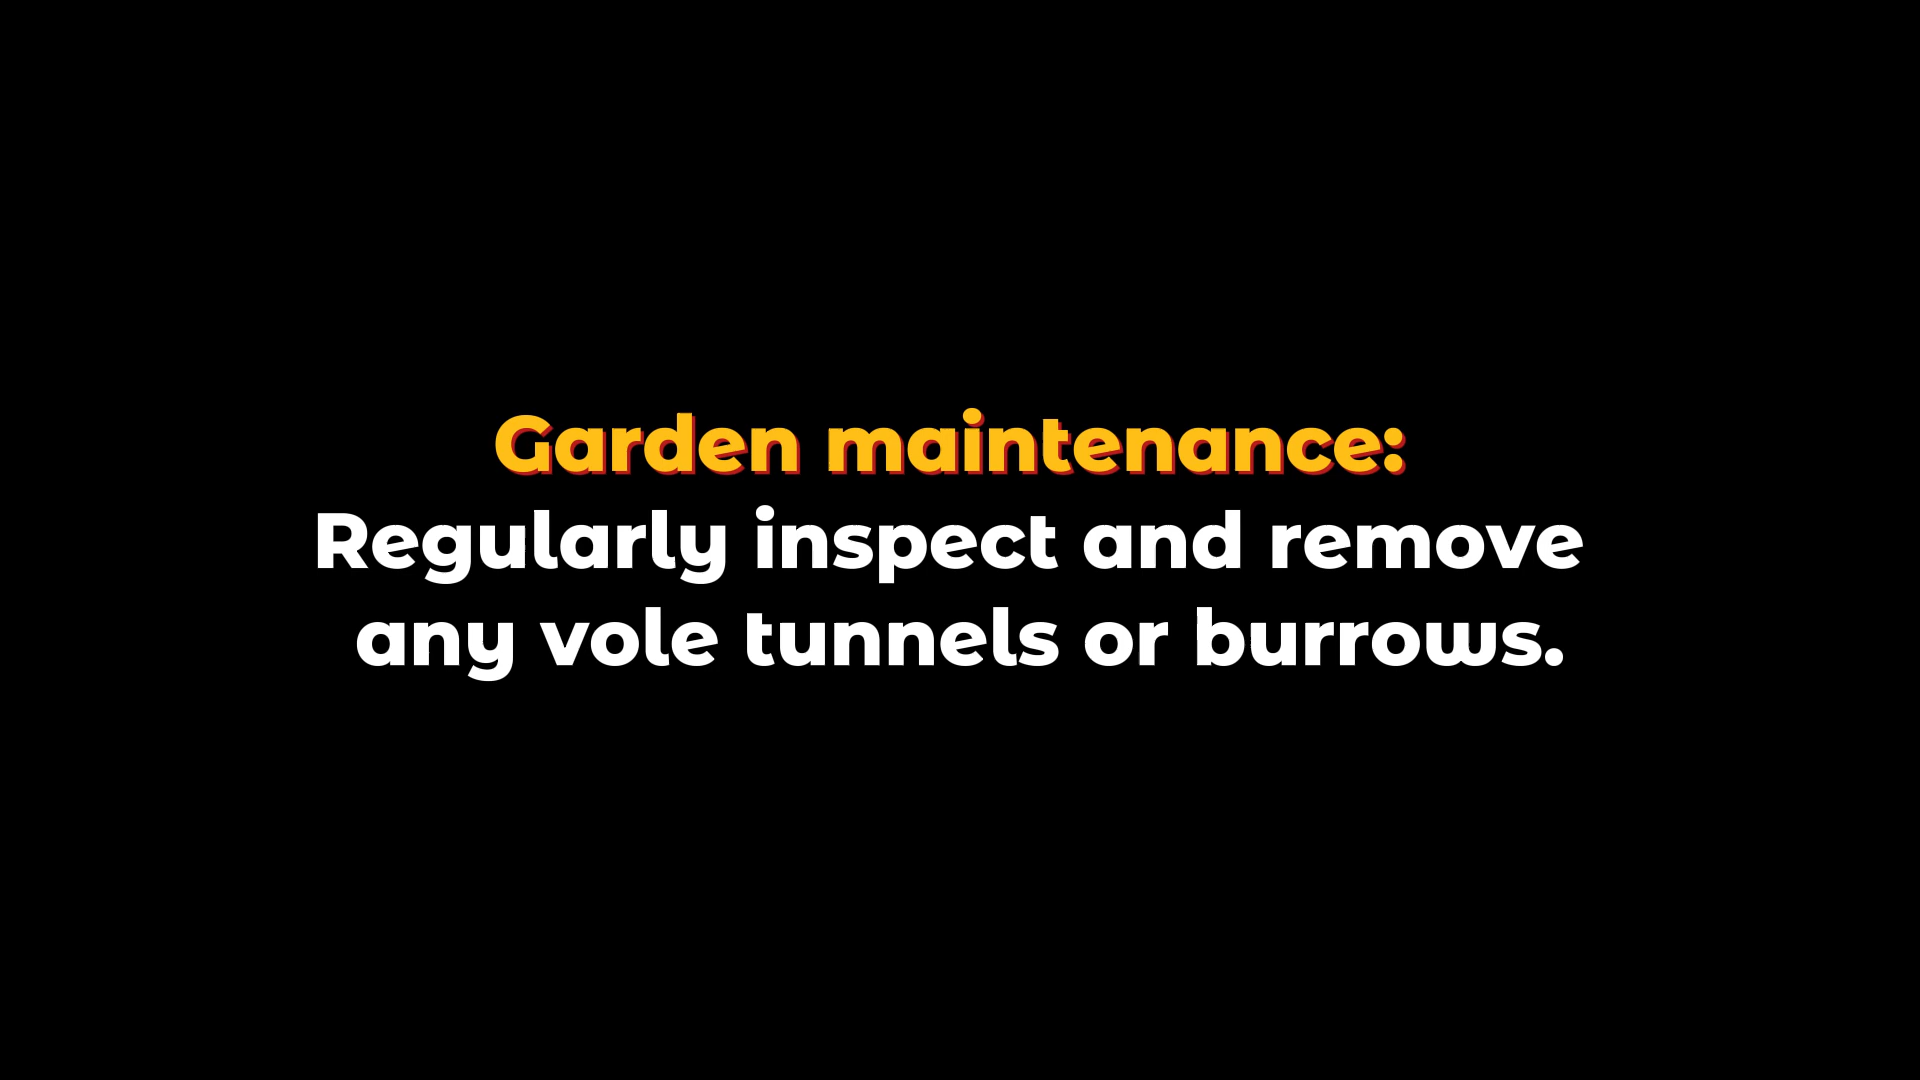 Garden maintenance:
Regularly inspect and remove
any vole tunnels or burrows.